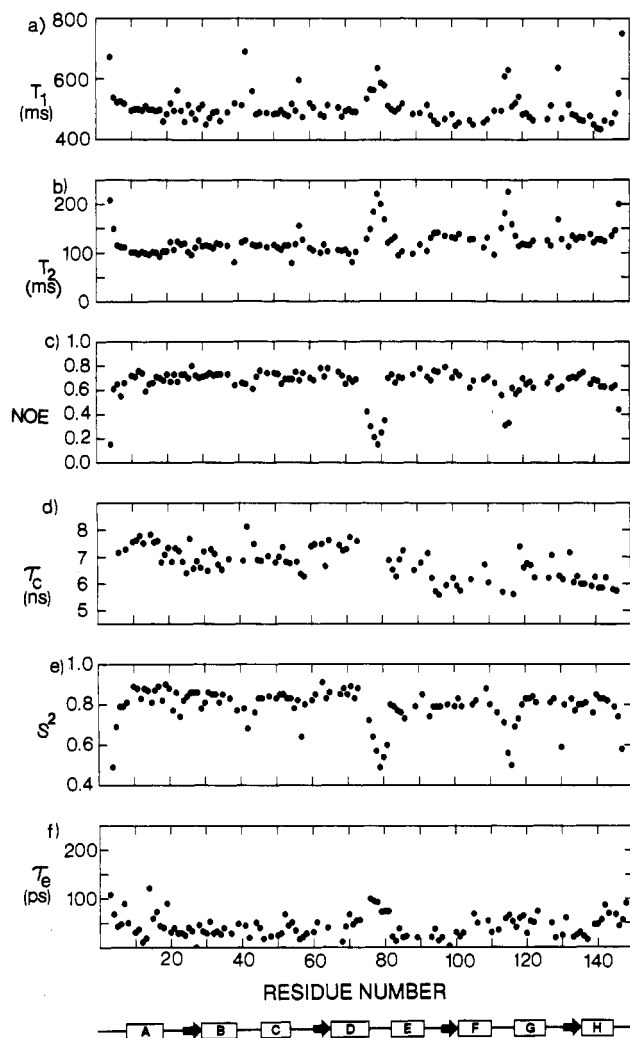 a)
800
600
400
T1
(ms)
b)
200
100
0
T2
(ms)
c)
1.0
0.8
0.6
0.4
0.2
0.0
NOE
d)
8
7
6
5
τc
(ns)
e)
1.0
0.8
0.6
0.4
S2
f)
200
100
τe
(ps)
20 40 60 80 100 120 140
RESIDUE NUMBER
A B C D E F G H